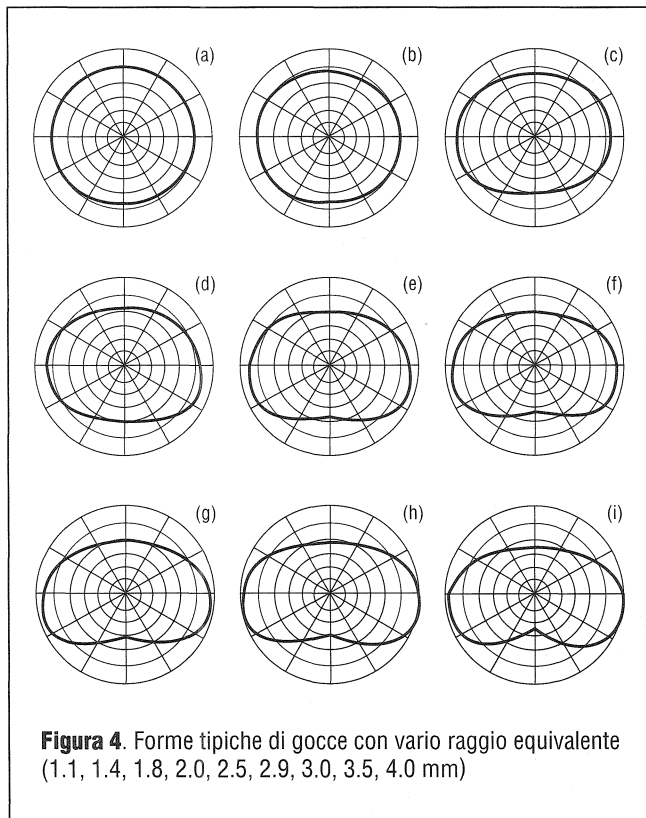 (a)
(b)
(c)
(d)
(e)
(f)
(g)
(h)
(i)
Figura 4. Forme tipiche di gocce con vario raggio equivalente
(1.1, 1.4, 1.8, 2.0, 2.5, 2.9, 3.0, 3.5, 4.0 mm)